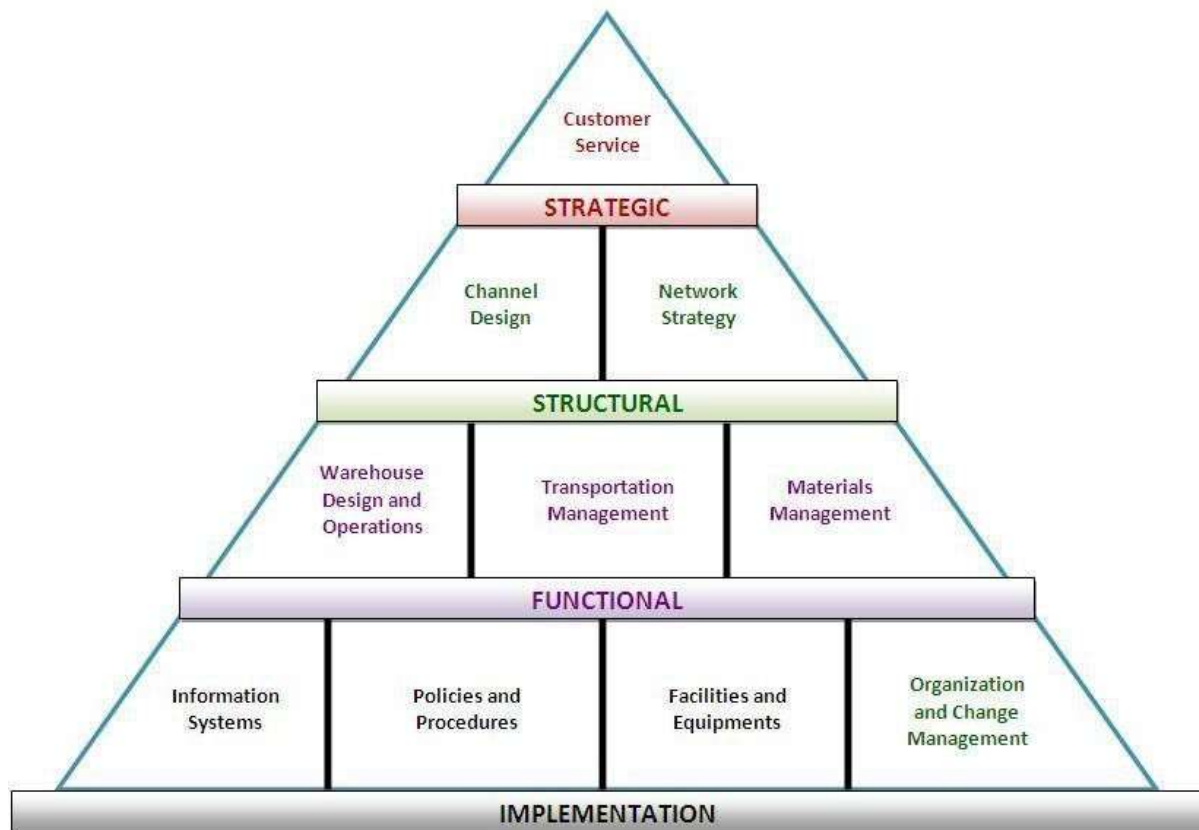 Customer
Service
STRATEGIC
Channel
Design
Network
Strategy
STRUCTURAL
Warehouse
Design and
Operations
Transportation
Management
Materials
Management
FUNCTIONAL
Information
Systems
Policies and
Procedures
Facilities and
Equipments
Organization
and Change
Management
IMPLEMENTATION